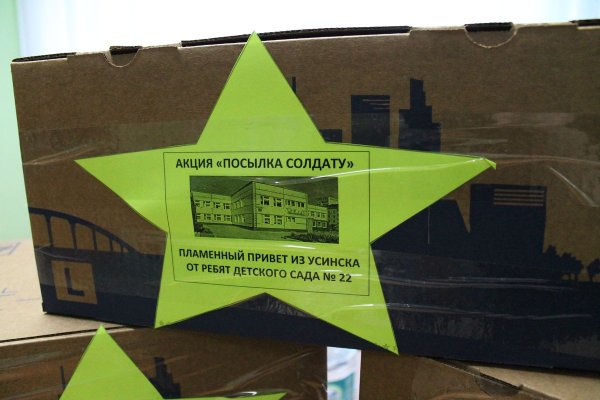 АКЦИЯ «ПОСЫЛКА СОЛДАТУ»
ПЛАМЕННЫЙ ПРИВЕТ ИЗ УСИНСКА
ОТ РЕБЯТ ДЕТСКОГО САДА № 22